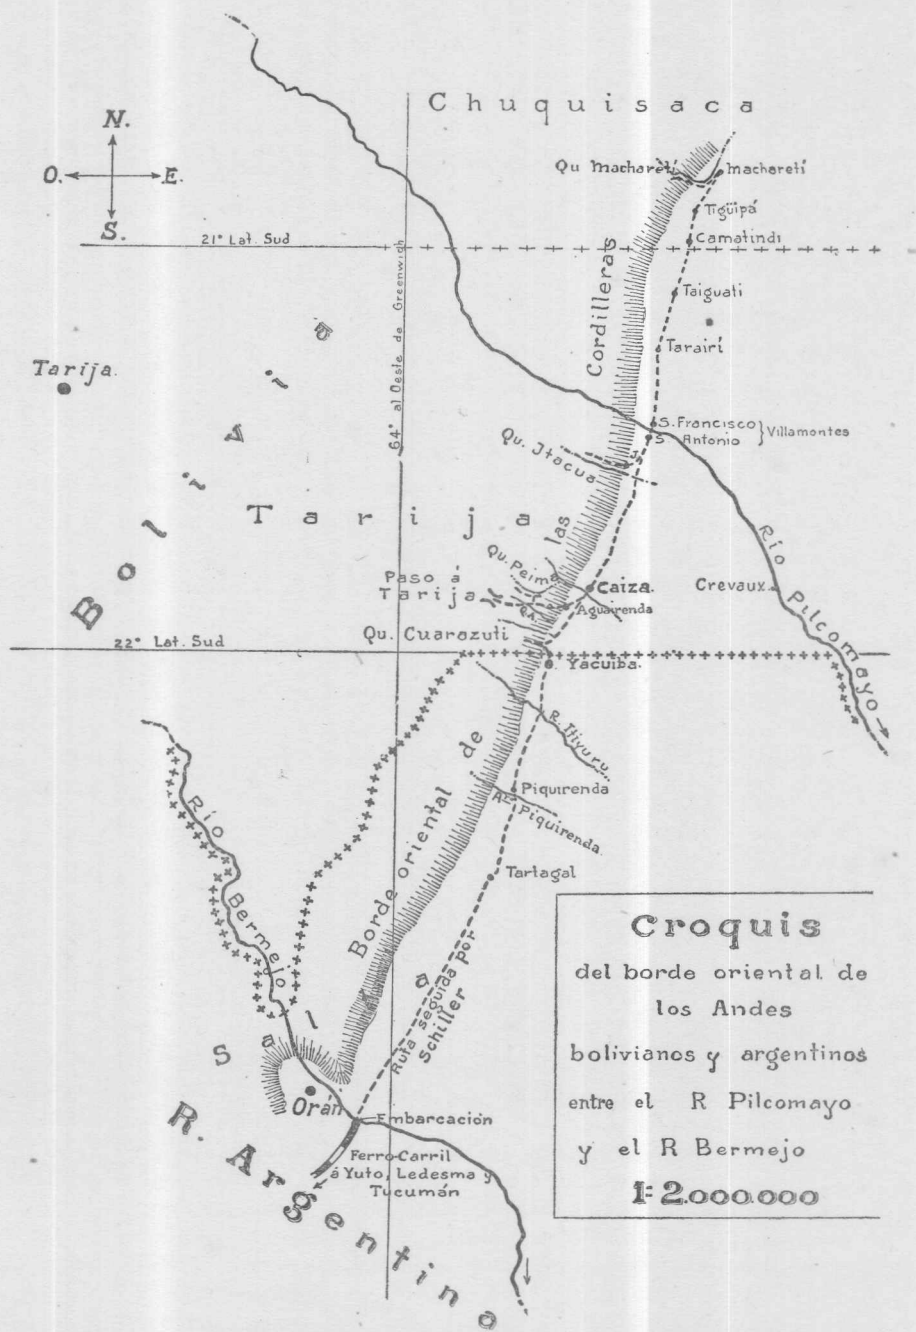 Chuquisaca
N.
O.
E.
S.
Qu Machareti
Machareti
Tigüipá
21° Lat. Sud
Camatindi
64° al Oeste de Greenwich
Cordilleras
Taiguati
Tarairí
Tarija.
Bolivia
S. Francisco
S Antonio
Villamontes
Qu. Itacua
Tarija
las
Río Pilcomayo
Qu. Peima
Paso á
Tarija
Caiza.
Crevaux
Aguairenda
Qu. Cuarazuti
22° Lat. Sud
Yacuiba.
R. Itiyuru
de
Piquirenda
Ao Piquirenda
Borde oriental
Tartagal
Río Bermejo
Ruta seguida por
Schiller
Salta
Orán
Embarcación
Ferro-Carril
á Yuto, Ledesma y
Tucumán
R. Argentina
Croquis
del borde oriental de
los Andes
bolivianos y argentinos
entre el R Pilcomayo
y el R Bermejo
1:2.000.000